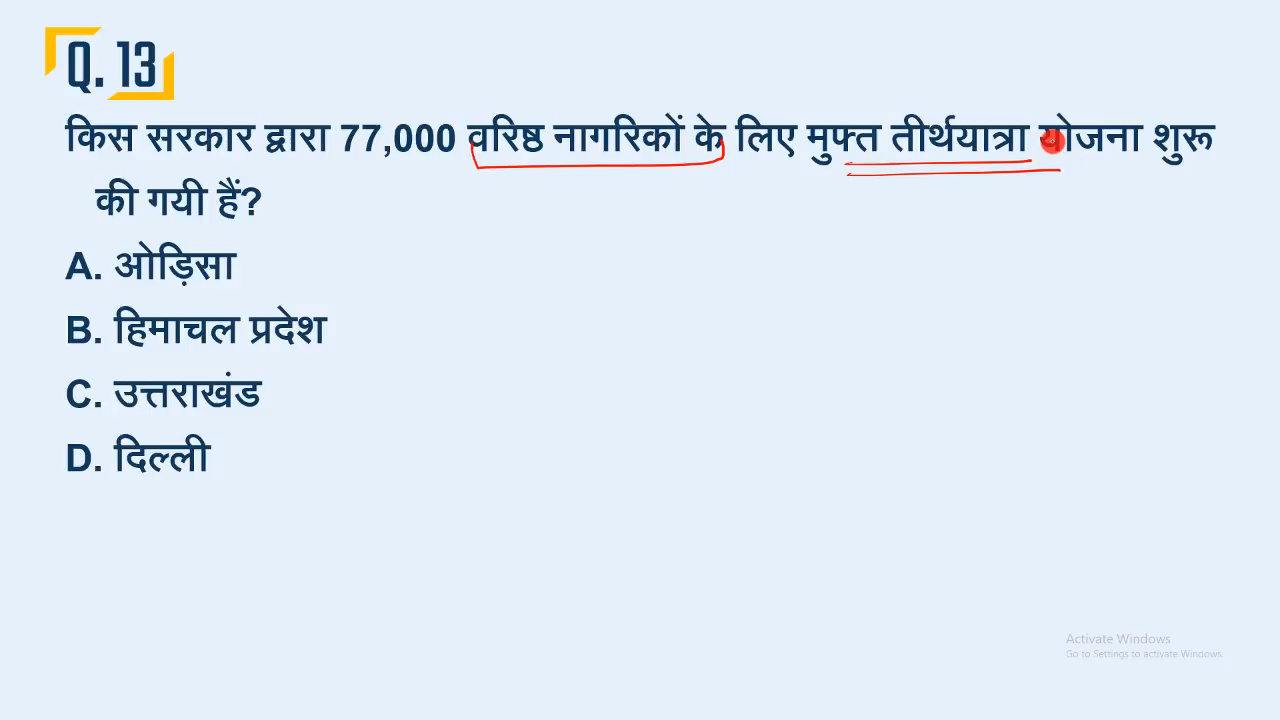 Q. 13
किस सरकार द्वारा 77,000 वरिष्ठ नागरिकों के लिए मुफ्त तीर्थयात्रा योजना शुरू
की गयी हैं?
A. ओड़िसा
B. हिमाचल प्रदेश
C. उत्तराखंड
D. दिल्ली
Activate Windows
Go to Settings to activate Windows.